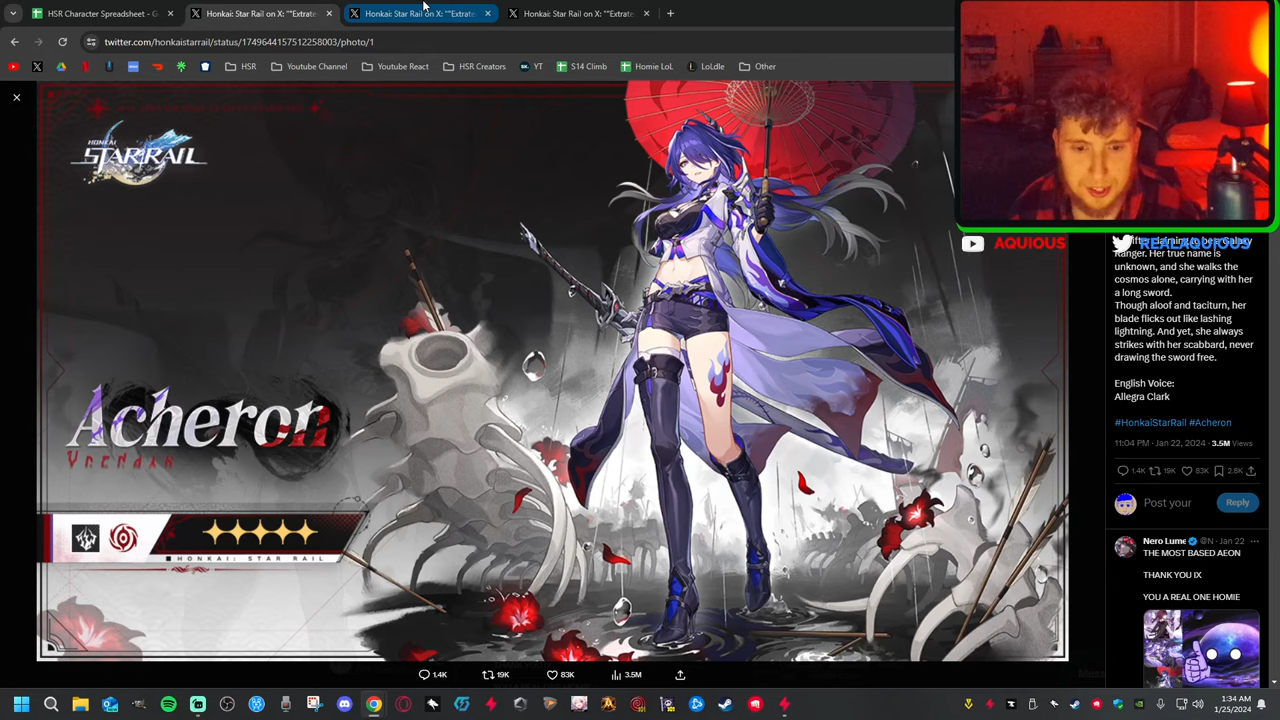 HSR Character Spreadsheet - G
Honkai: Star Rail on X: ""Extrate
Honkai: Star Rail on X: ""Extrate
Honkai: Star Rail on X: ""Extrate
twitter.com/honkaistarrail/status/1749644157512258003/photo/1
HSR
Youtube Channel
Youtube React
HSR Creators
YT
S14 Climb
Homie LoL
LoLdle
Other
HONKAI
STAR RAIL
AQUIOUS
REALAQUIOUS
Ranger. Her true name is
unknown, and she walks the
cosmos alone, carrying with her
a long sword.
Though aloof and taciturn, her
blade flicks out like lashing
lightning. And yet, she always
strikes with her scabbard, never
drawing the sword free.
English Voice:
Allegra Clark
#HonkaiStarRail #Acheron
11:04 PM · Jan 22, 2024 · 3.5M Views
1.4K
19K
83K
2.8K
Post your
Reply
Acheron
HONKAI: STAR RAIL
Nero Lume @N · Jan 22
THE MOST BASED AEON
THANK YOU IX
YOU A REAL ONE HOMIE
1.4K
19K
83K
3.5M
1:34 AM
1/25/2024